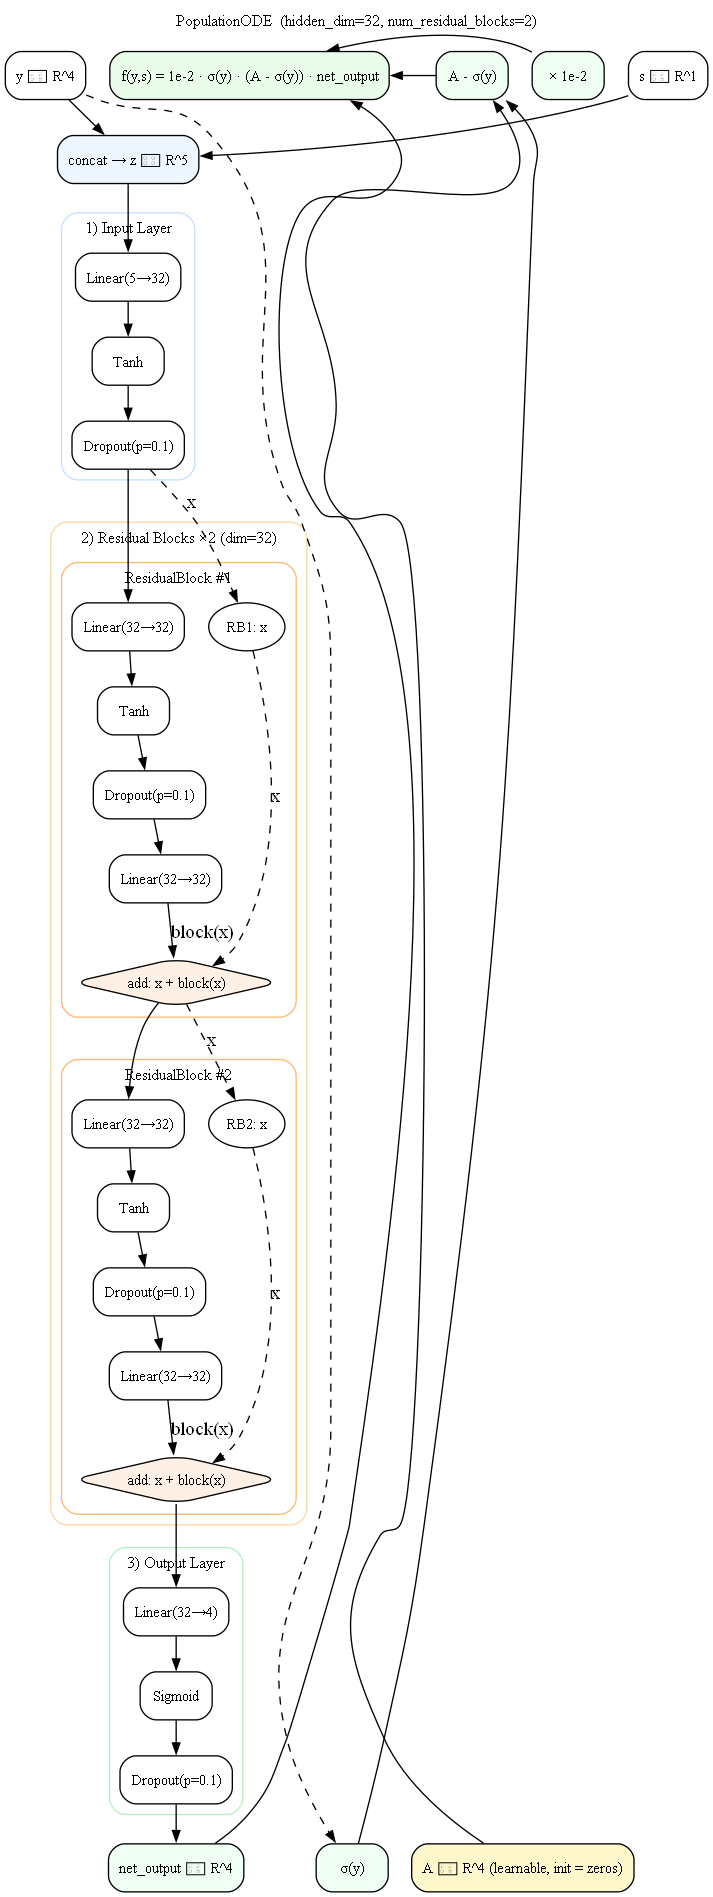 PopulationODE (hidden_dim=32, num_residual_blocks=2)
y R^4
f(y,s) = 1e-2 · σ(y) · (A - σ(y)) · net_output
A - σ(y)
× 1e-2
s R^1
concat → z R^5
1) Input Layer
Linear(5→32)
Tanh
Dropout(p=0.1)
x
2) Residual Blocks ×2 (dim=32)
ResidualBlock #1
Linear(32→32)
RB1: x
Tanh
Dropout(p=0.1)
x
Linear(32→32)
block(x)
add: x + block(x)
x
ResidualBlock #2
Linear(32→32)
RB2: x
Tanh
Dropout(p=0.1)
x
Linear(32→32)
block(x)
add: x + block(x)
3) Output Layer
Linear(32→4)
Sigmoid
Dropout(p=0.1)
net_output R^4
σ(y)
A R^4 (learnable, init = zeros)